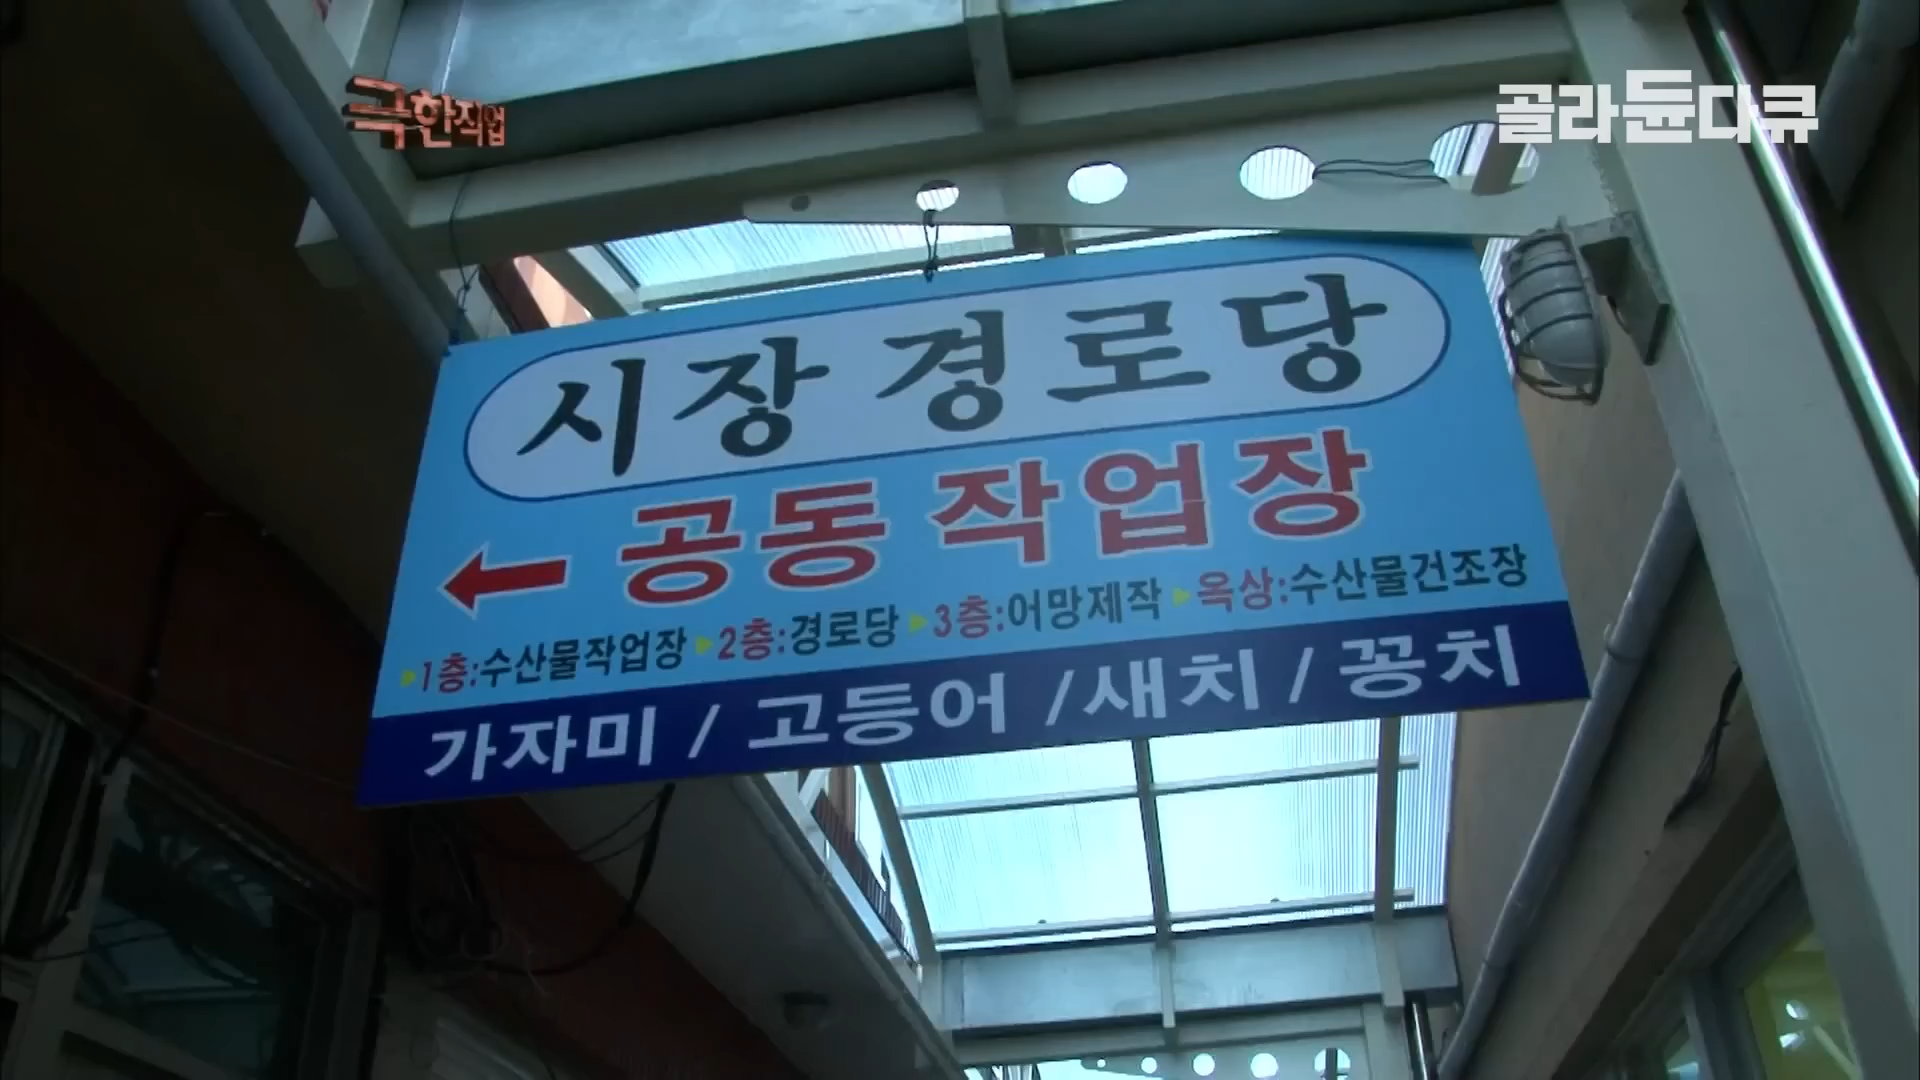 극한직업
골라듄다큐
시장 경로당
공동 작업장
▶1층:수산물작업장 ▶2층:경로당 ▶3층:어망제작 ▶옥상:수산물건조장
가자미 / 고등어 / 새치 / 꽁치